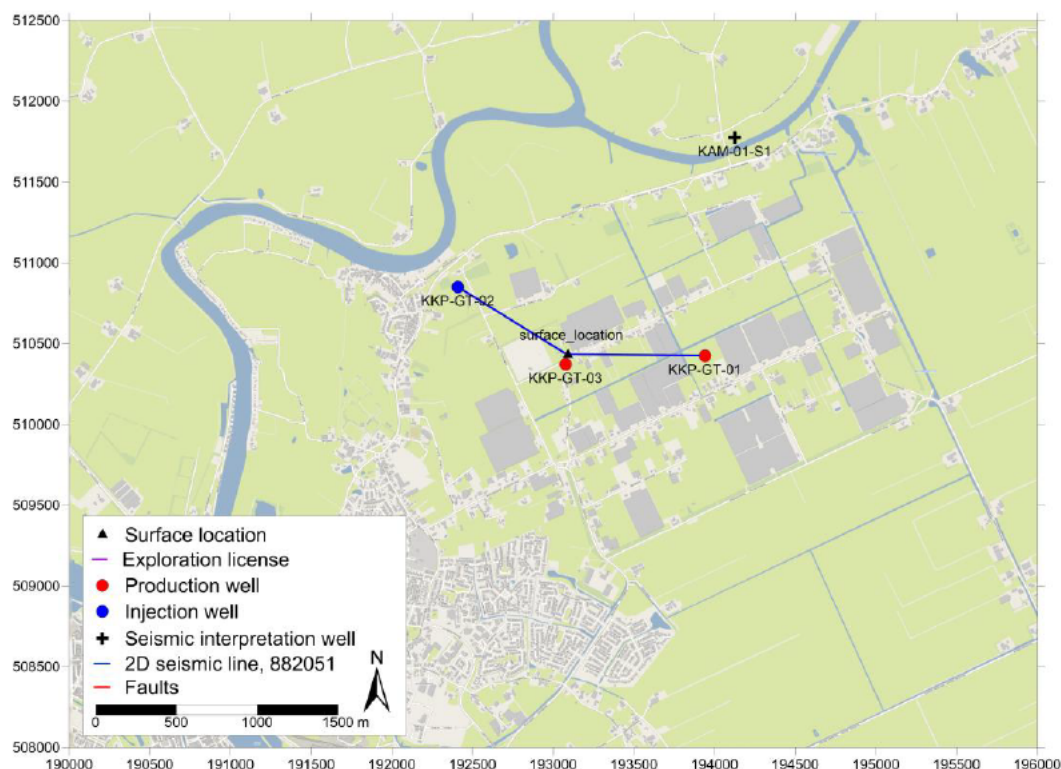 512500
512000
KAM-01-S1
511500
511000
KKP-GT-02
surface_location
510500
KKP-GT-03
KKP-GT-01
510000
509500
Surface location
Exploration license
509000
Production well
Injection well
Seismic interpretation well
508500
2D seismic line, 882051
N
Faults
0 500 1000 1500 m
508000
190000 190500 191000 191500 192000 192500 193000 193500 194000 194500 195000 195500 196000